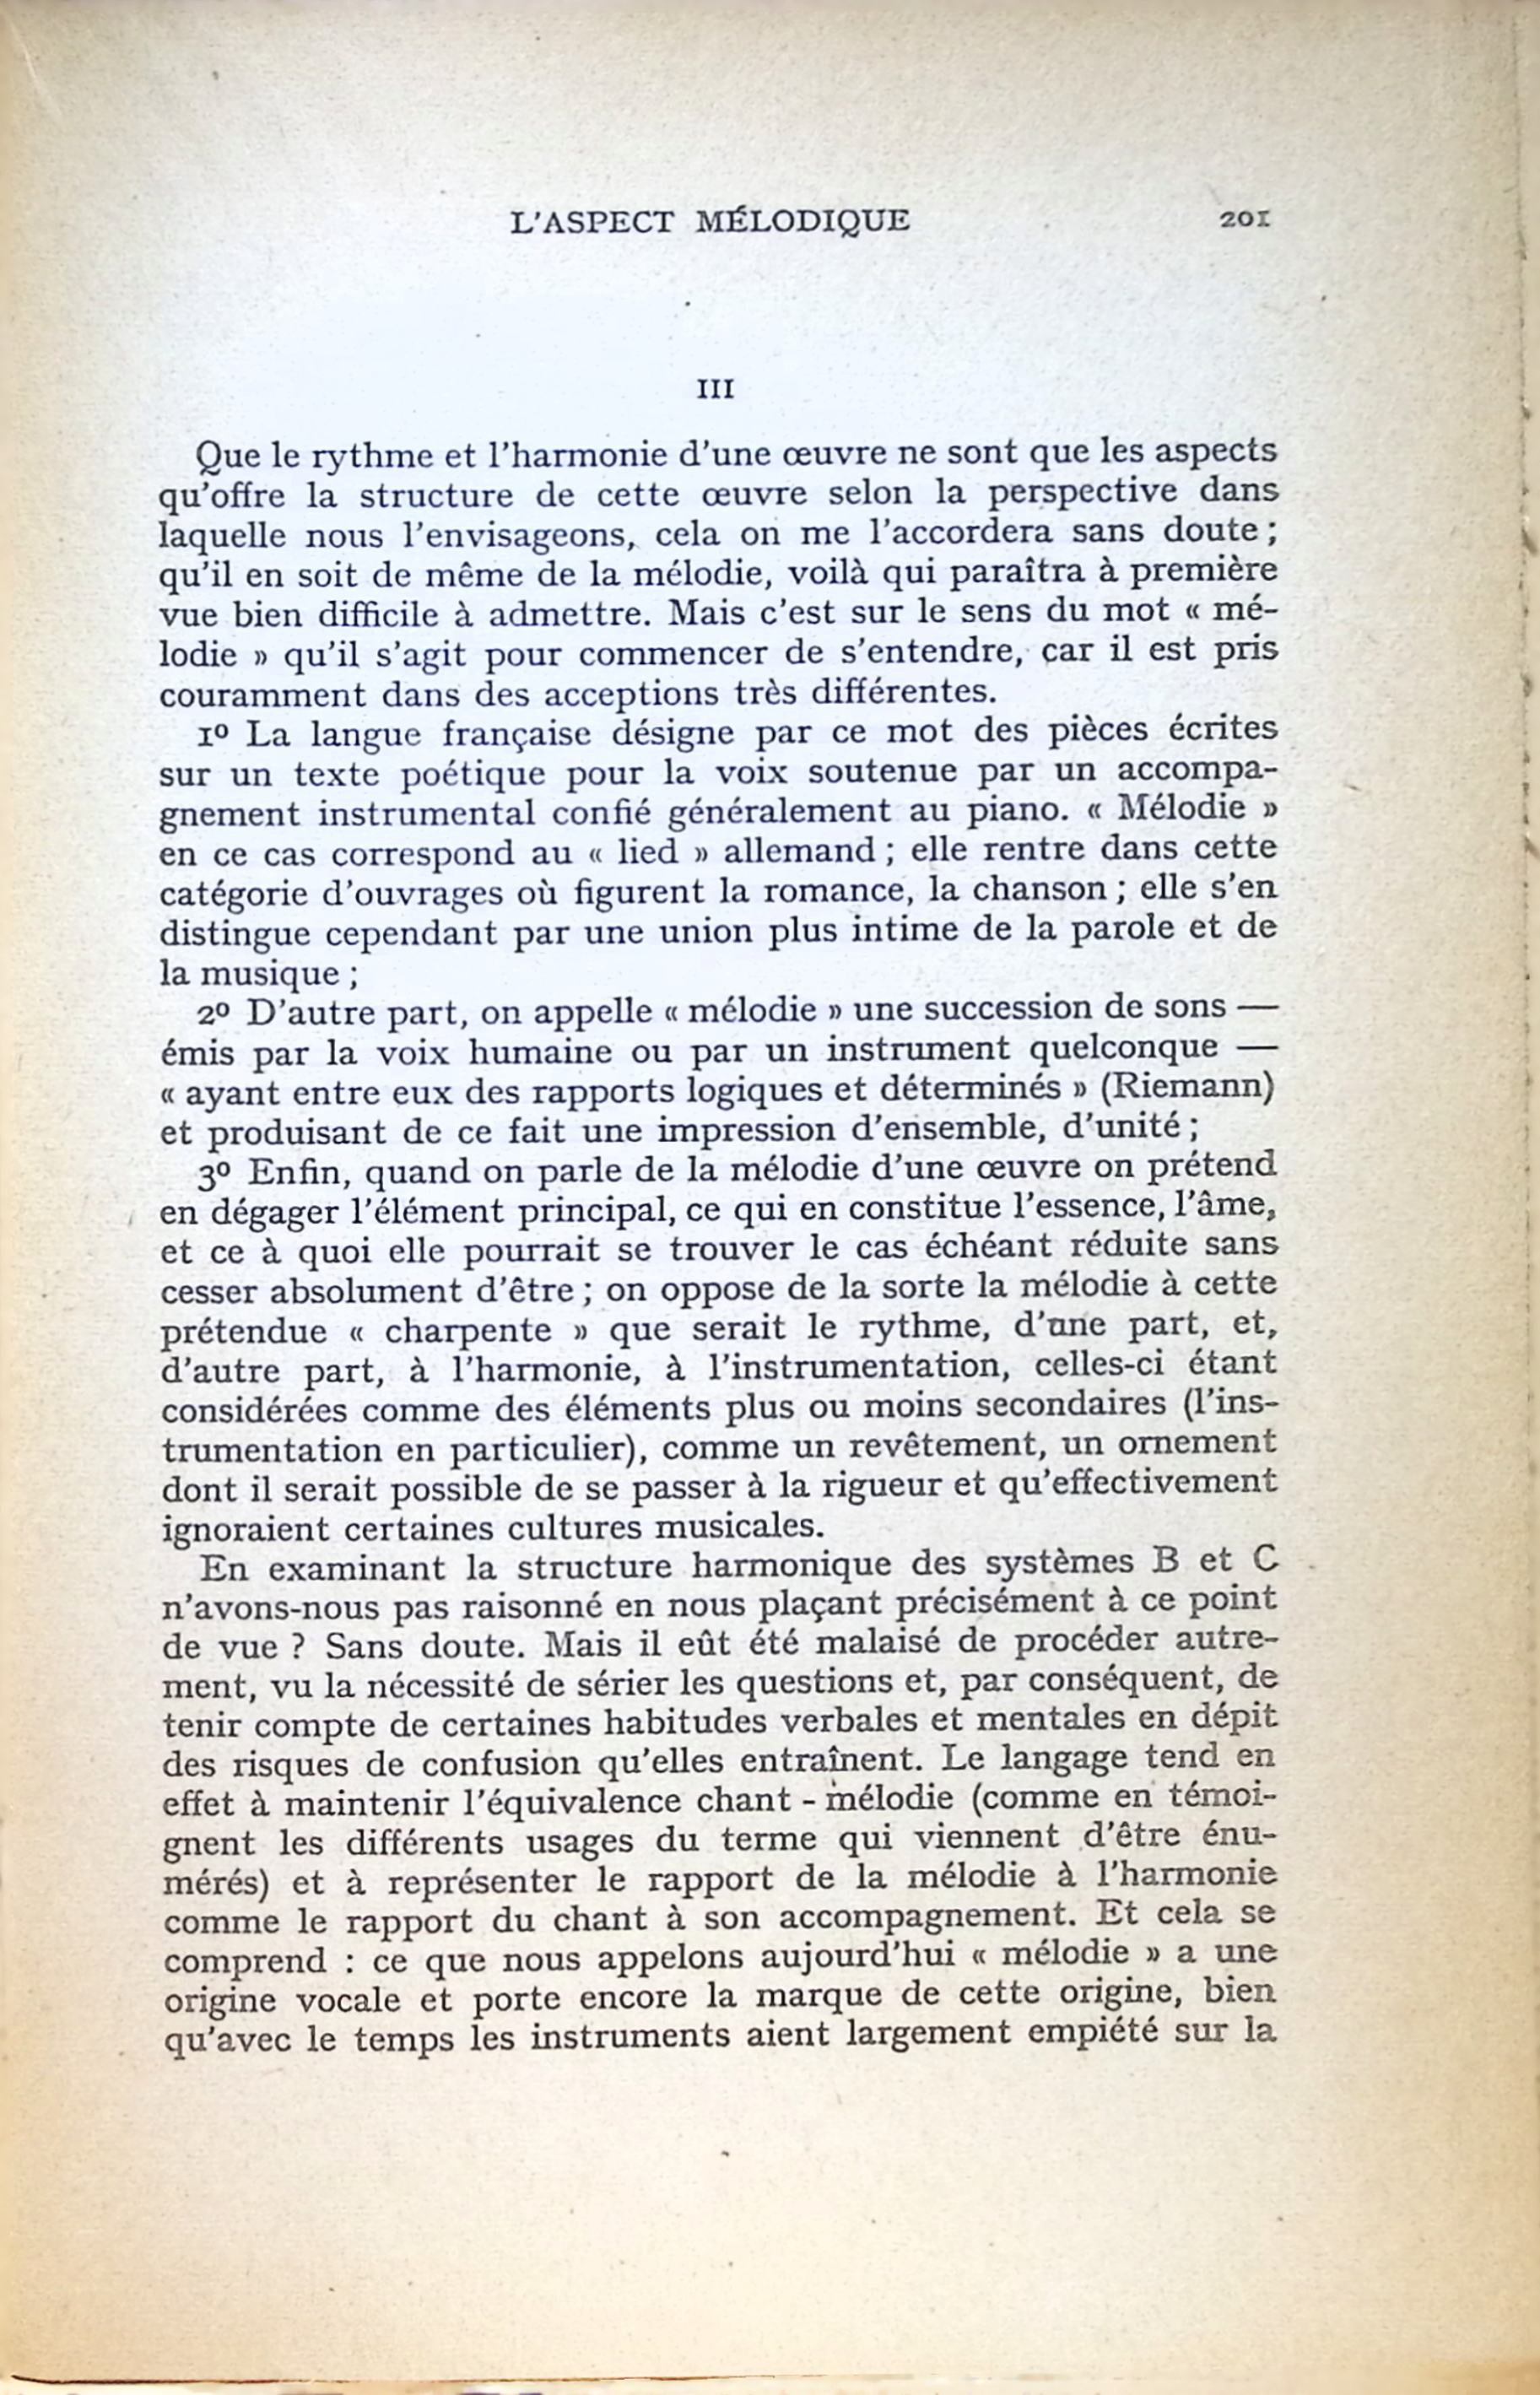 L'ASPECT MÉLODIQUE 201
III
Que le rythme et l'harmonie d'une œuvre ne sont que les aspects
qu'offre la structure de cette œuvre selon la perspective dans
laquelle nous l'envisageons, cela on me l'accordera sans doute ;
qu'il en soit de même de la mélodie, voilà qui paraîtra à première
vue bien difficile à admettre. Mais c'est sur le sens du mot « mé-
lodie » qu'il s'agit pour commencer de s'entendre, car il est pris
couramment dans des acceptions très différentes.
1º La langue française désigne par ce mot des pièces écrites
sur un texte poétique pour la voix soutenue par un accompa-
gnement instrumental confié généralement au piano. « Mélodie »
en ce cas correspond au « lied » allemand ; elle rentre dans cette
catégorie d'ouvrages où figurent la romance, la chanson ; elle s'en
distingue cependant par une union plus intime de la parole et de
la musique ;
2º D'autre part, on appelle « mélodie » une succession de sons —
émis par la voix humaine ou par un instrument quelconque —
« ayant entre eux des rapports logiques et déterminés » (Riemann)
et produisant de ce fait une impression d'ensemble, d'unité ;
3º Enfin, quand on parle de la mélodie d'une œuvre on prétend
en dégager l'élément principal, ce qui en constitue l'essence, l'âme,
et ce à quoi elle pourrait se trouver le cas échéant réduite sans
cesser absolument d'être ; on oppose de la sorte la mélodie à cette
prétendue « charpente » que serait le rythme, d'une part, et,
d'autre part, à l'harmonie, à l'instrumentation, celles-ci étant
considérées comme des éléments plus ou moins secondaires (l'ins-
trumentation en particulier), comme un revêtement, un ornement
dont il serait possible de se passer à la rigueur et qu'effectivement
ignoraient certaines cultures musicales.
En examinant la structure harmonique des systèmes B et C
n'avons-nous pas raisonné en nous plaçant précisément à ce point
de vue ? Sans doute. Mais il eût été malaisé de procéder autre-
ment, vu la nécessité de sérier les questions et, par conséquent, de
tenir compte de certaines habitudes verbales et mentales en dépit
des risques de confusion qu'elles entraînent. Le langage tend en
effet à maintenir l'équivalence chant - mélodie (comme en témoi-
gnent les différents usages du terme qui viennent d'être énu-
mérés) et à représenter le rapport de la mélodie à l'harmonie
comme le rapport du chant à son accompagnement. Et cela se
comprend : ce que nous appelons aujourd'hui « mélodie » a une
origine vocale et porte encore la marque de cette origine, bien
qu'avec le temps les instruments aient largement empiété sur la